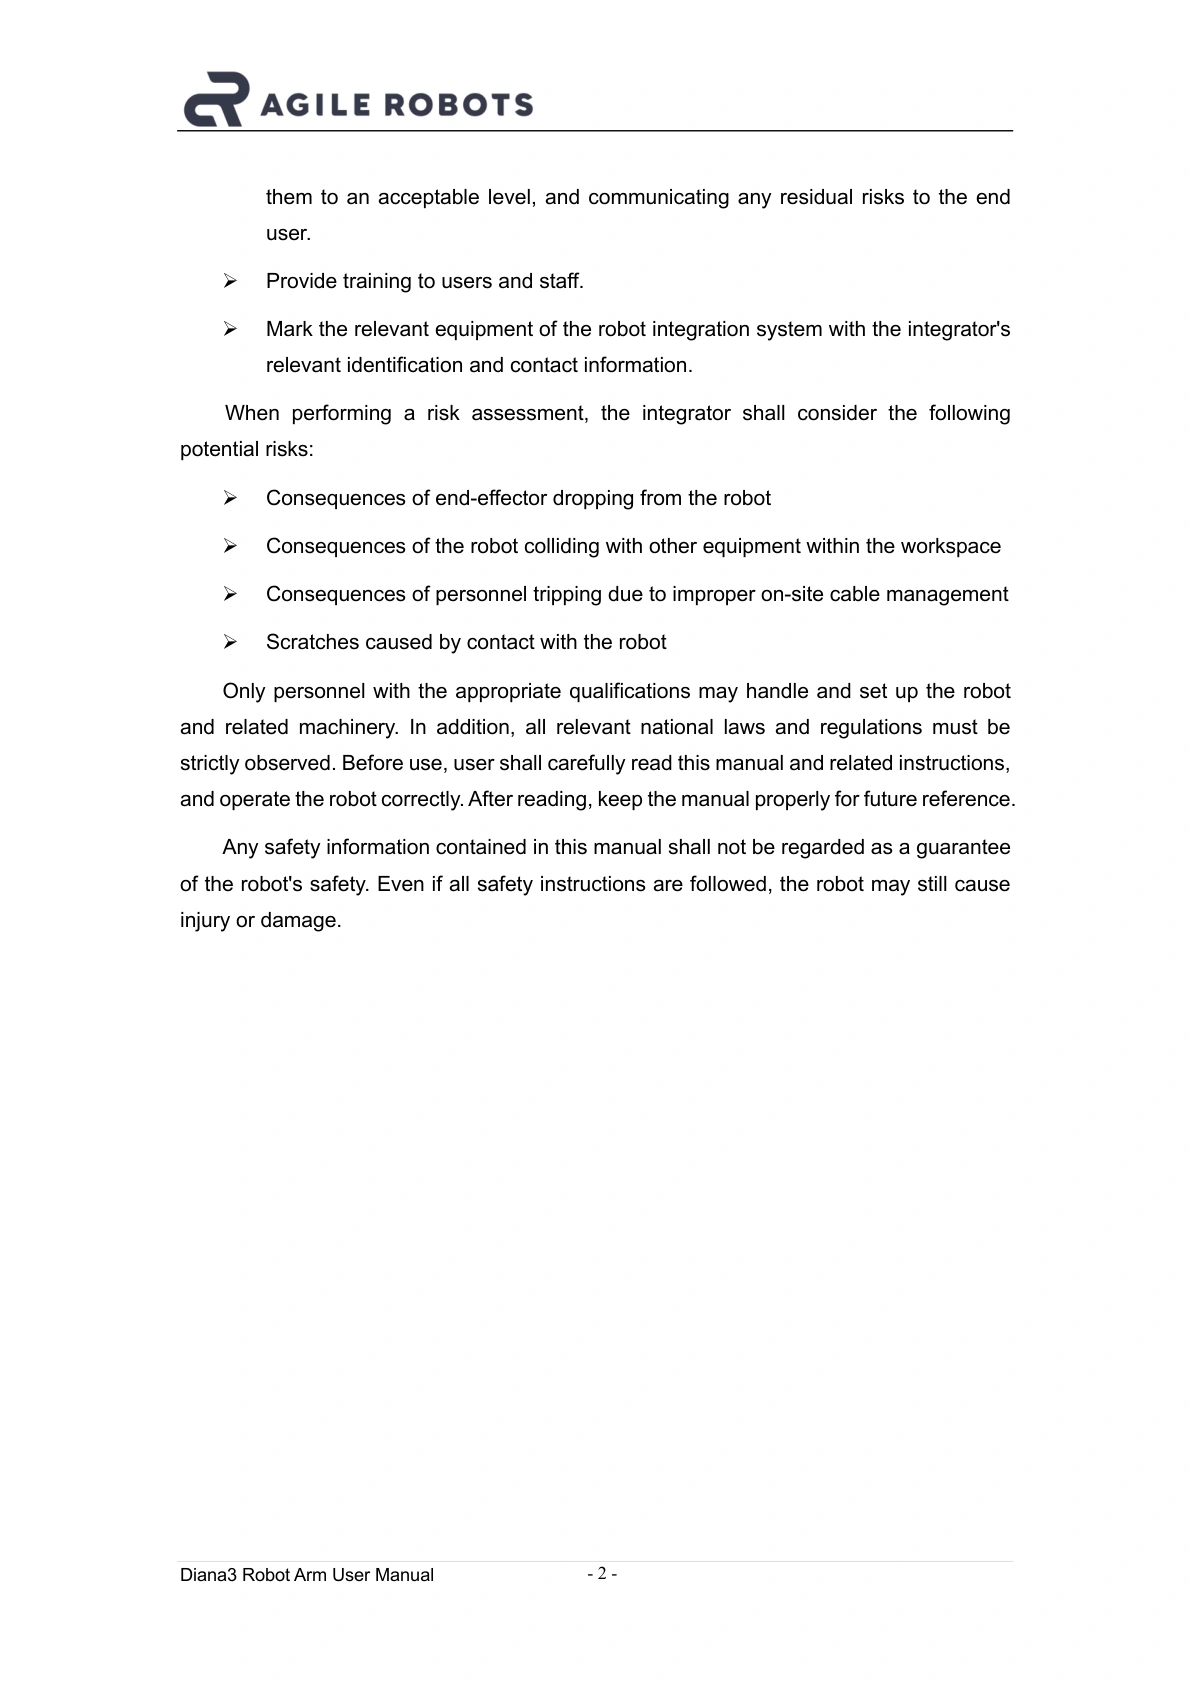 AGILE ROBOTS
them to an acceptable level, and communicating any residual risks to the end
user.
➢ Provide training to users and staff.
➢ Mark the relevant equipment of the robot integration system with the integrator's
relevant identification and contact information.
When performing a risk assessment, the integrator shall consider the following
potential risks:
➢ Consequences of end-effector dropping from the robot
➢ Consequences of the robot colliding with other equipment within the workspace
➢ Consequences of personnel tripping due to improper on-site cable management
➢ Scratches caused by contact with the robot
Only personnel with the appropriate qualifications may handle and set up the robot
and related machinery. In addition, all relevant national laws and regulations must be
strictly observed. Before use, user shall carefully read this manual and related instructions,
and operate the robot correctly. After reading, keep the manual properly for future reference.
Any safety information contained in this manual shall not be regarded as a guarantee
of the robot's safety. Even if all safety instructions are followed, the robot may still cause
injury or damage.
Diana3 Robot Arm User Manual - 2 -